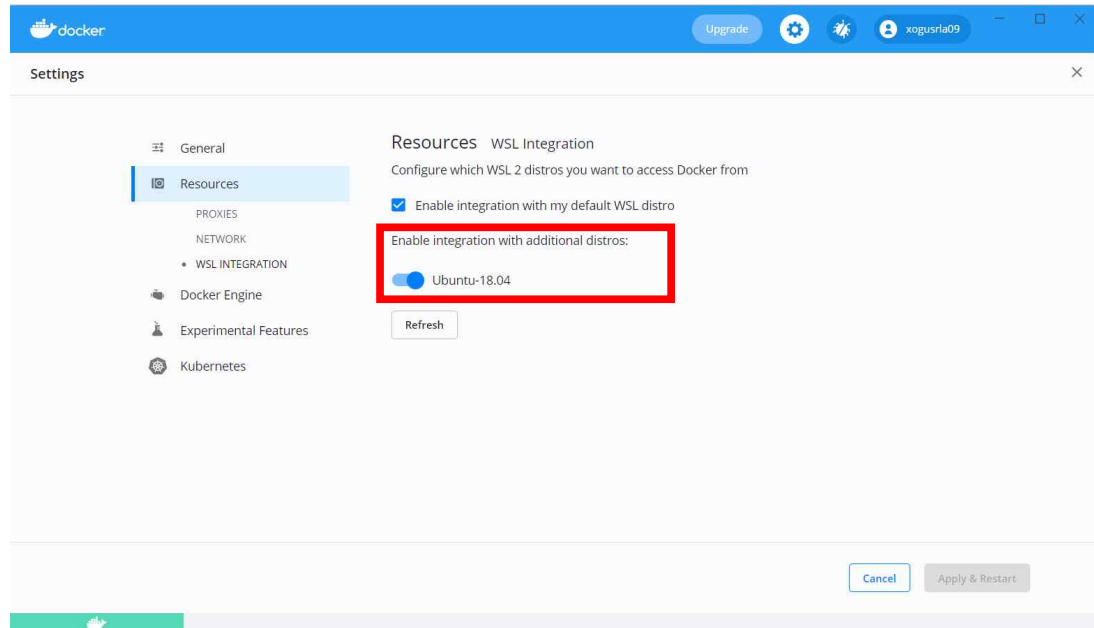 docker
Upgrade
xogusrla09
Settings
General
Resources
PROXIES
NETWORK
WSL INTEGRATION
Docker Engine
Experimental Features
Kubernetes
Resources WSL Integration
Configure which WSL 2 distros you want to access Docker from
Enable integration with my default WSL distro
Enable integration with additional distros:
Ubuntu-18.04
Refresh
Cancel
Apply & Restart